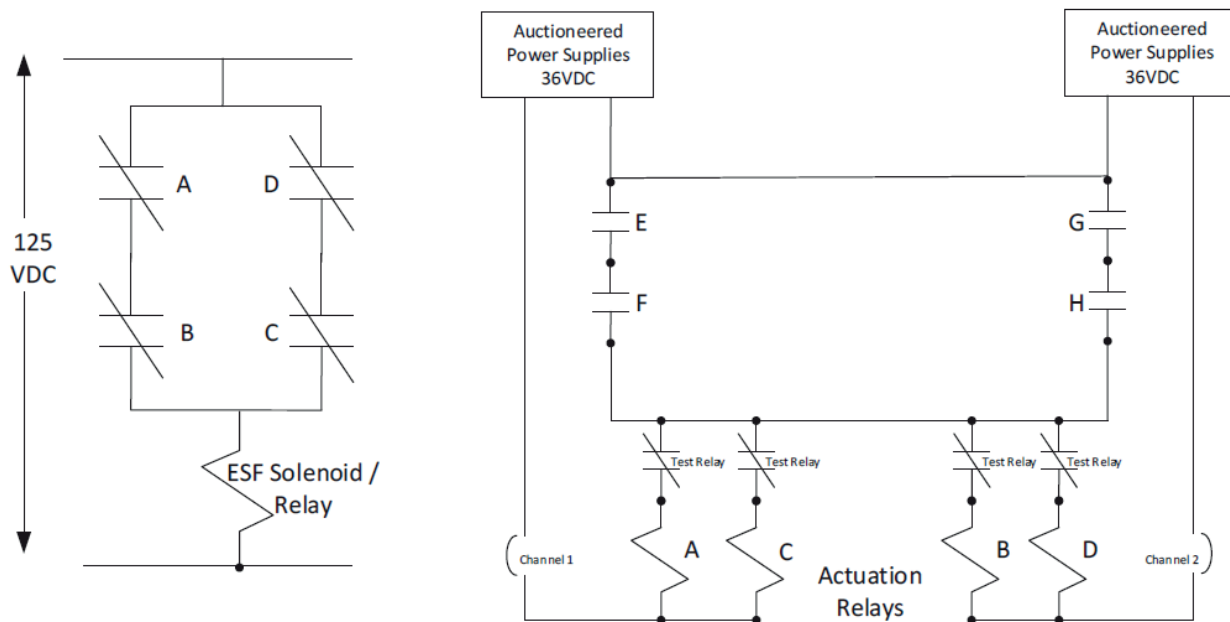 Auctioneered
Power Supplies
36VDC
Auctioneered
Power Supplies
36VDC
A
D
E
G
125
VDC
F
H
B
C
Test Relay
Test Relay
Test Relay
Test Relay
ESF Solenoid /
Relay
A
C
B
D
Channel 1
Channel 2
Actuation
Relays